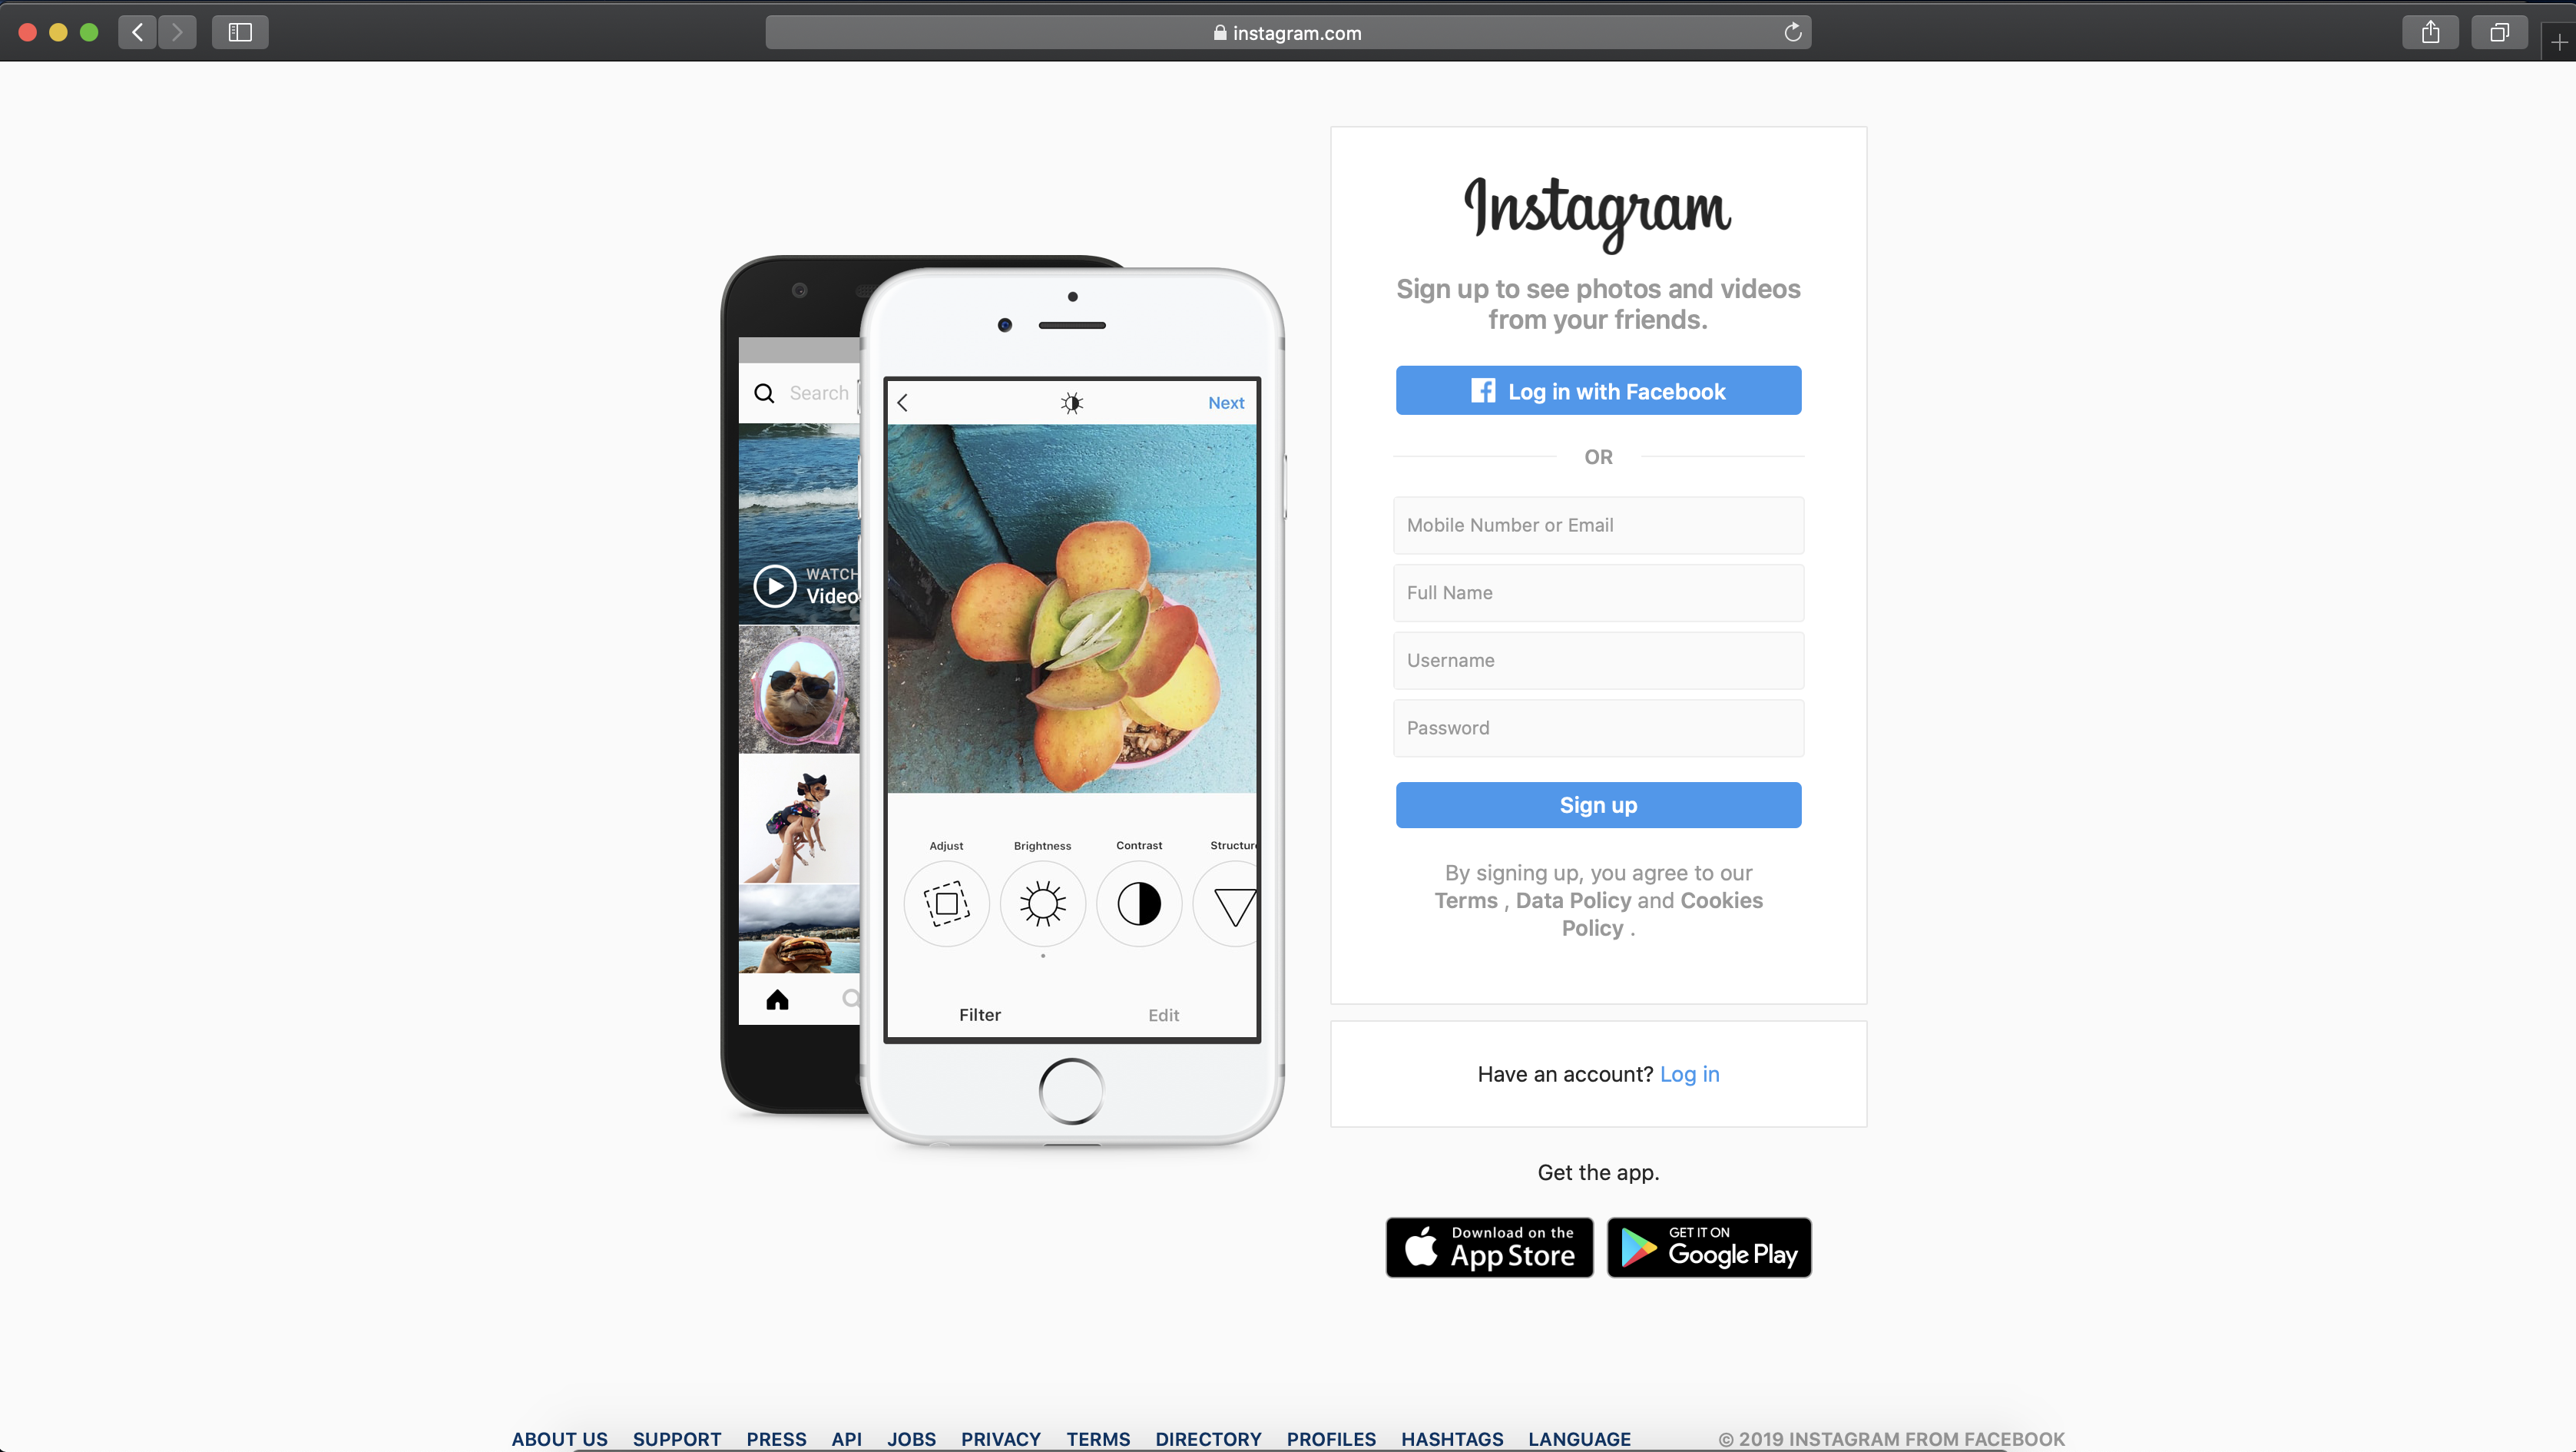 instagram.com
Search
WATCH
Video
Next
Adjust
Brightness
Contrast
Structur
Filter
Edit
Instagram
Sign up to see photos and videos
from your friends.
Log in with Facebook
OR
Mobile Number or Email
Full Name
Username
Password
Sign up
By signing up, you agree to our
Terms , Data Policy and Cookies
Policy .
Have an account? Log in
Get the app.
Download on the
App Store
GET IT ON
Google Play
ABOUT US SUPPORT PRESS API JOBS PRIVACY TERMS DIRECTORY PROFILES HASHTAGS LANGUAGE © 2019 INSTAGRAM FROM FACEBOOK